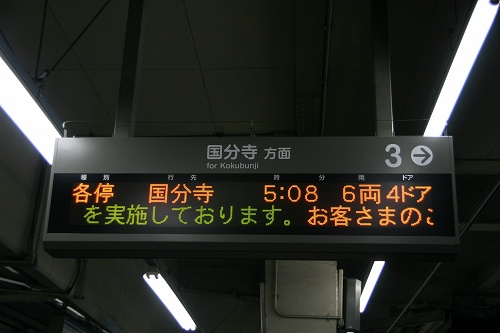 国分寺 方面 3 →
for Kokubunji
種別 行先 時 分 両 ドア
各停 国分寺 5:08 6両 4ドア
を実施しております。お客さまのご